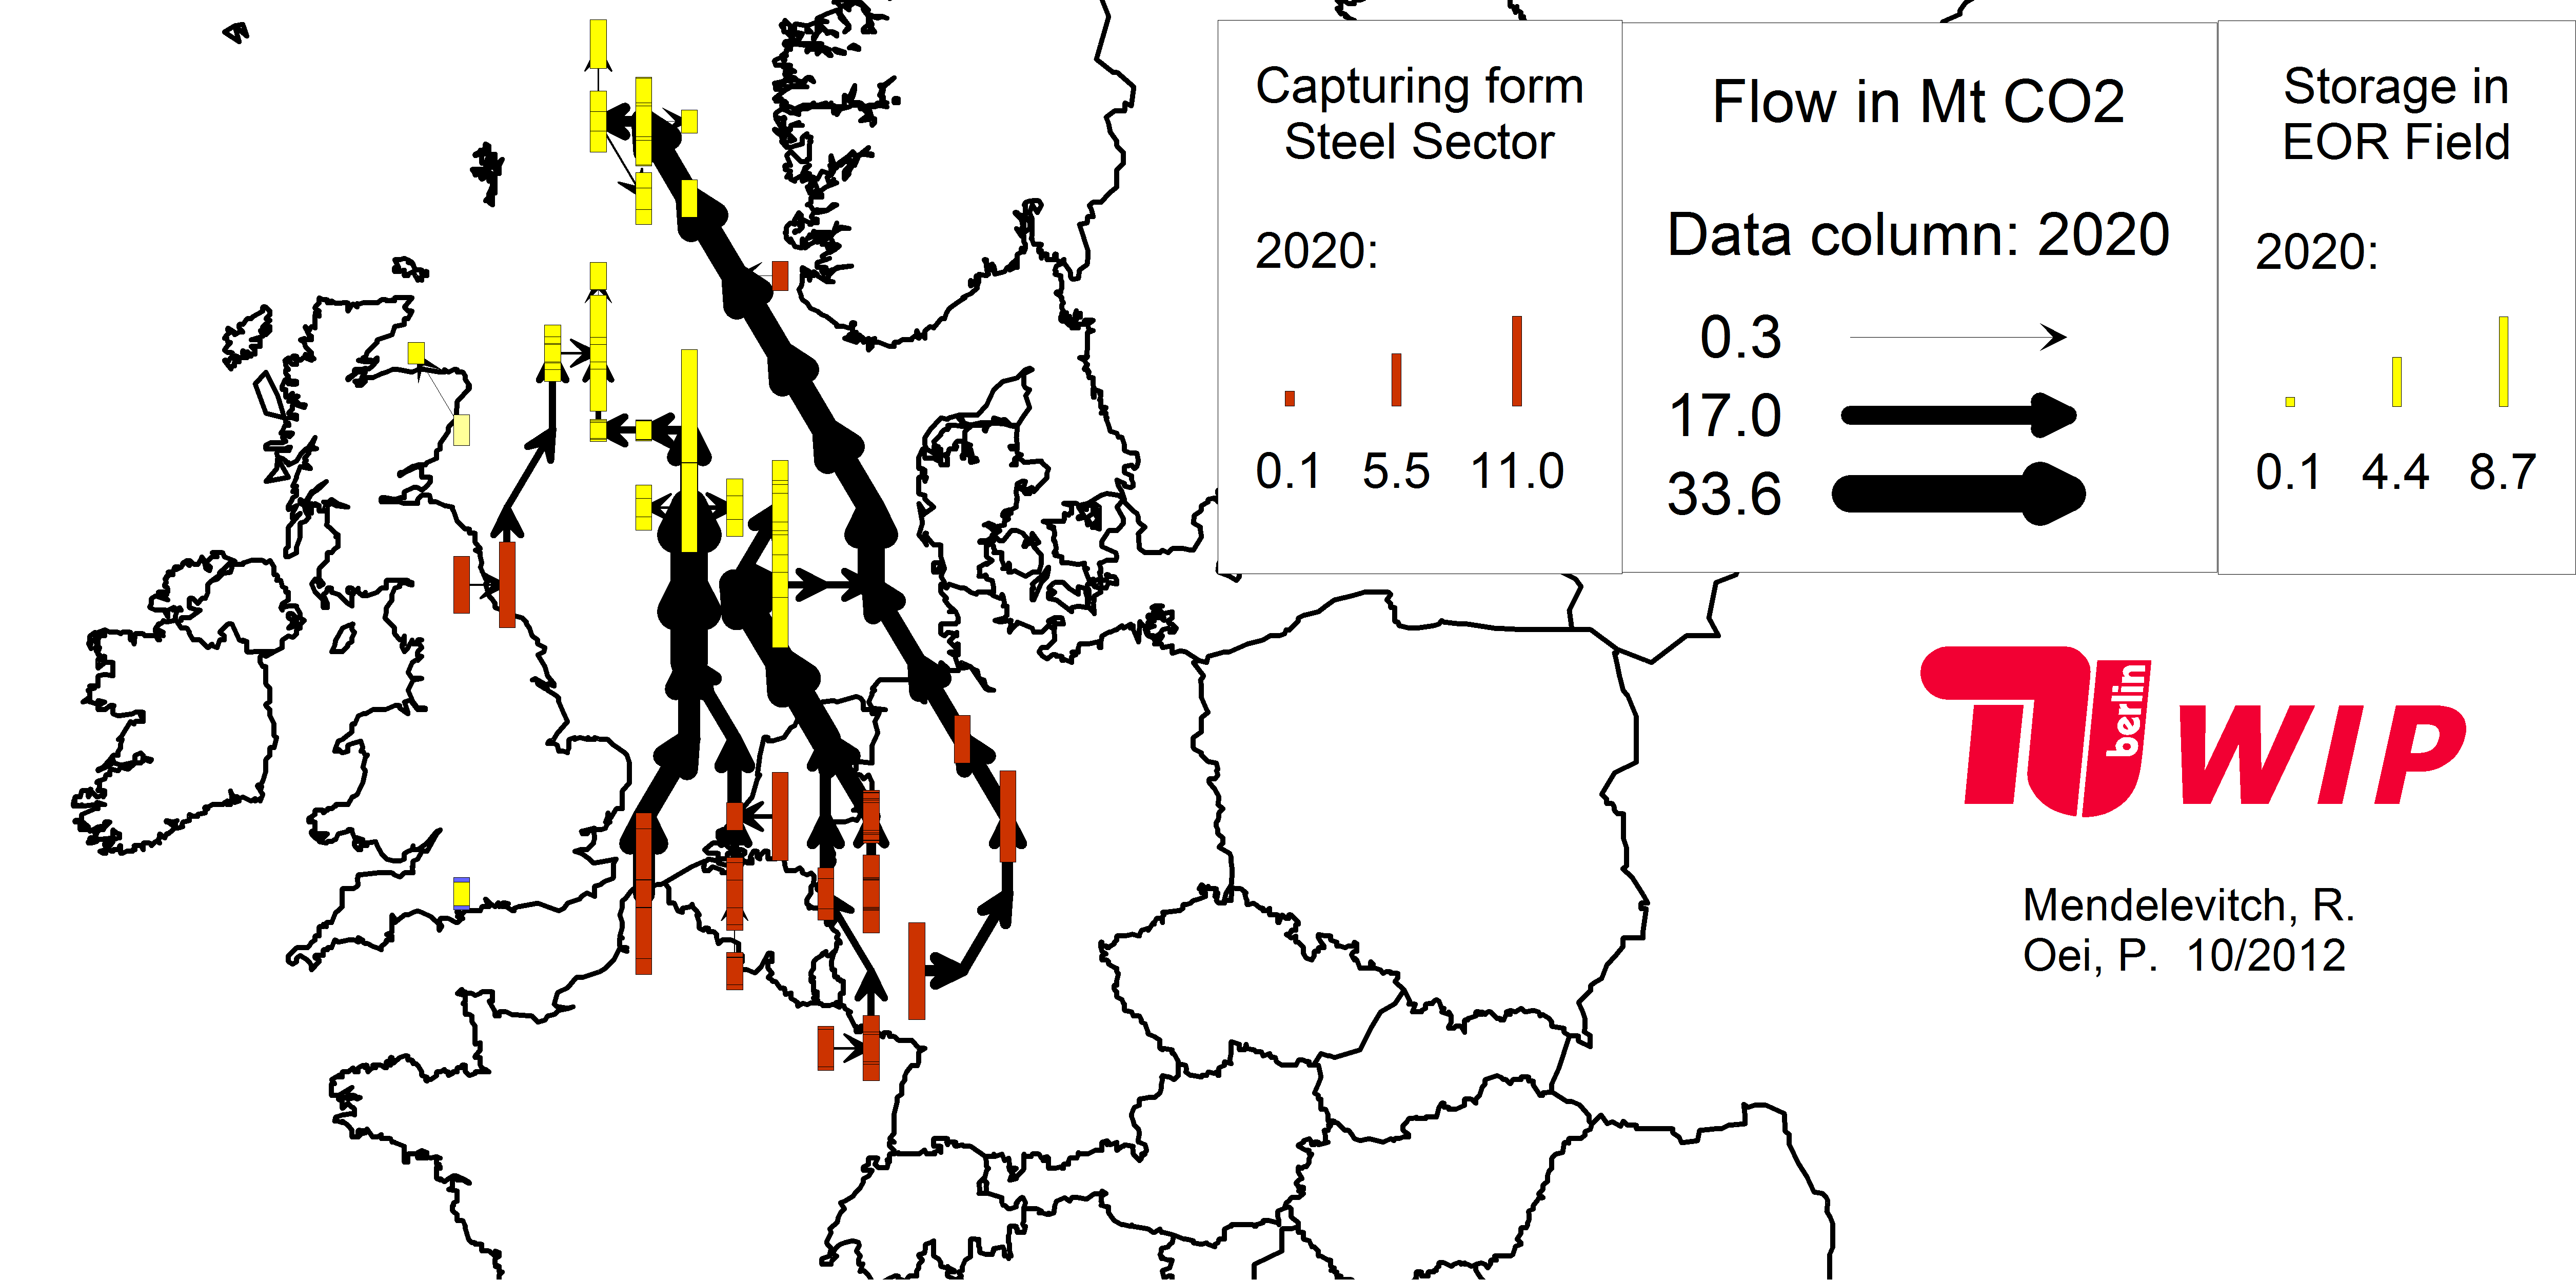 Capturing form
Steel Sector
2020:
0.1 5.5 11.0
Flow in Mt CO2
Data column: 2020
0.3
17.0
33.6
Storage in
EOR Field
2020:
0.1 4.4 8.7
berlin
WIP
Mendelevitch, R.
Oei, P. 10/2012